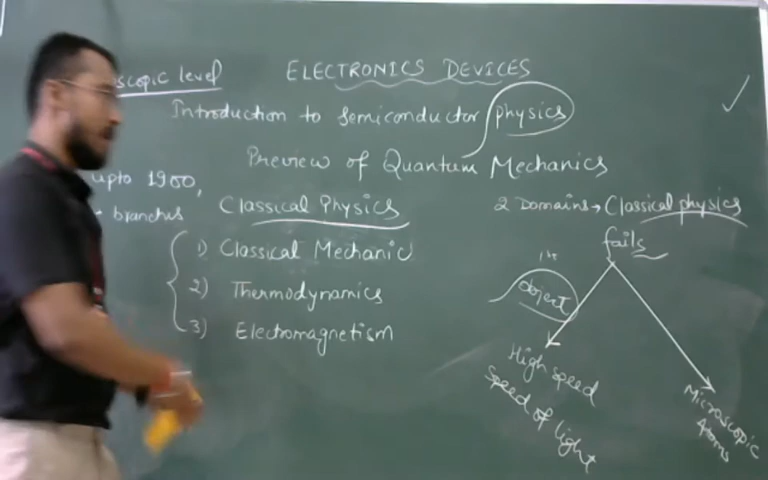 scopic level
ELECTRONICS DEVICES
Introduction to Semiconductor physics
Preview of Quantum Mechanics
upto 1900,
branches
Classical Physics
1) Classical Mechanic
2) Thermodynamics
3) Electromagnetism
2 Domains → Classical physics
fails
object
High speed
speed of light
Microscopic
Atoms